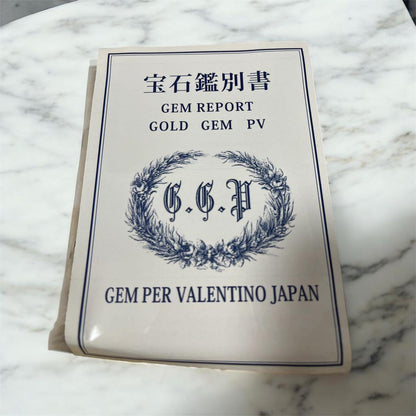 宝石鑑別書
GEM REPORT
GOLD GEM PV
G.G.P
GEM PER VALENTINO JAPAN